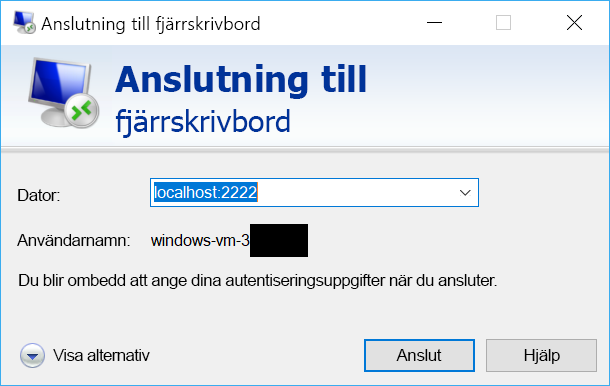 Anslutning till fjärrskrivbord
Anslutning till
fjärrskrivbord
Dator: localhost:2222
Användarnamn: windows-vm-3
Du blir ombedd att ange dina autentiseringsuppgifter när du ansluter.
Visa alternativ Anslut Hjälp